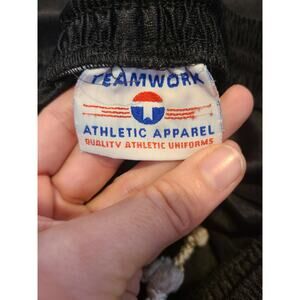 TEAMWORK
ATHLETIC APPAREL
QUALITY ATHLETIC UNIFORMS